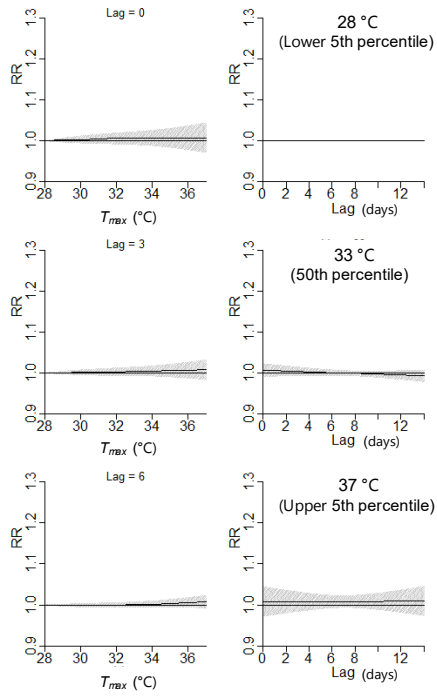 Lag = 0
RR
0.9 1.0 1.1 1.2 1.3
28 30 32 34 36
Tmax (°C)
28 °C
(Lower 5th percentile)
RR
0.9 1.0 1.1 1.2 1.3
0 2 4 6 8 12
Lag (days)
Lag = 3
RR
0.9 1.0 1.1 1.2 1.3
28 30 32 34 36
Tmax (°C)
33 °C
(50th percentile)
RR
0.9 1.0 1.1 1.2 1.3
0 2 4 6 8 12
Lag (days)
Lag = 6
RR
0.9 1.0 1.1 1.2 1.3
28 30 32 34 36
Tmax (°C)
37 °C
(Upper 5th percentile)
RR
0.9 1.0 1.1 1.2 1.3
0 2 4 6 8 12
Lag (days)